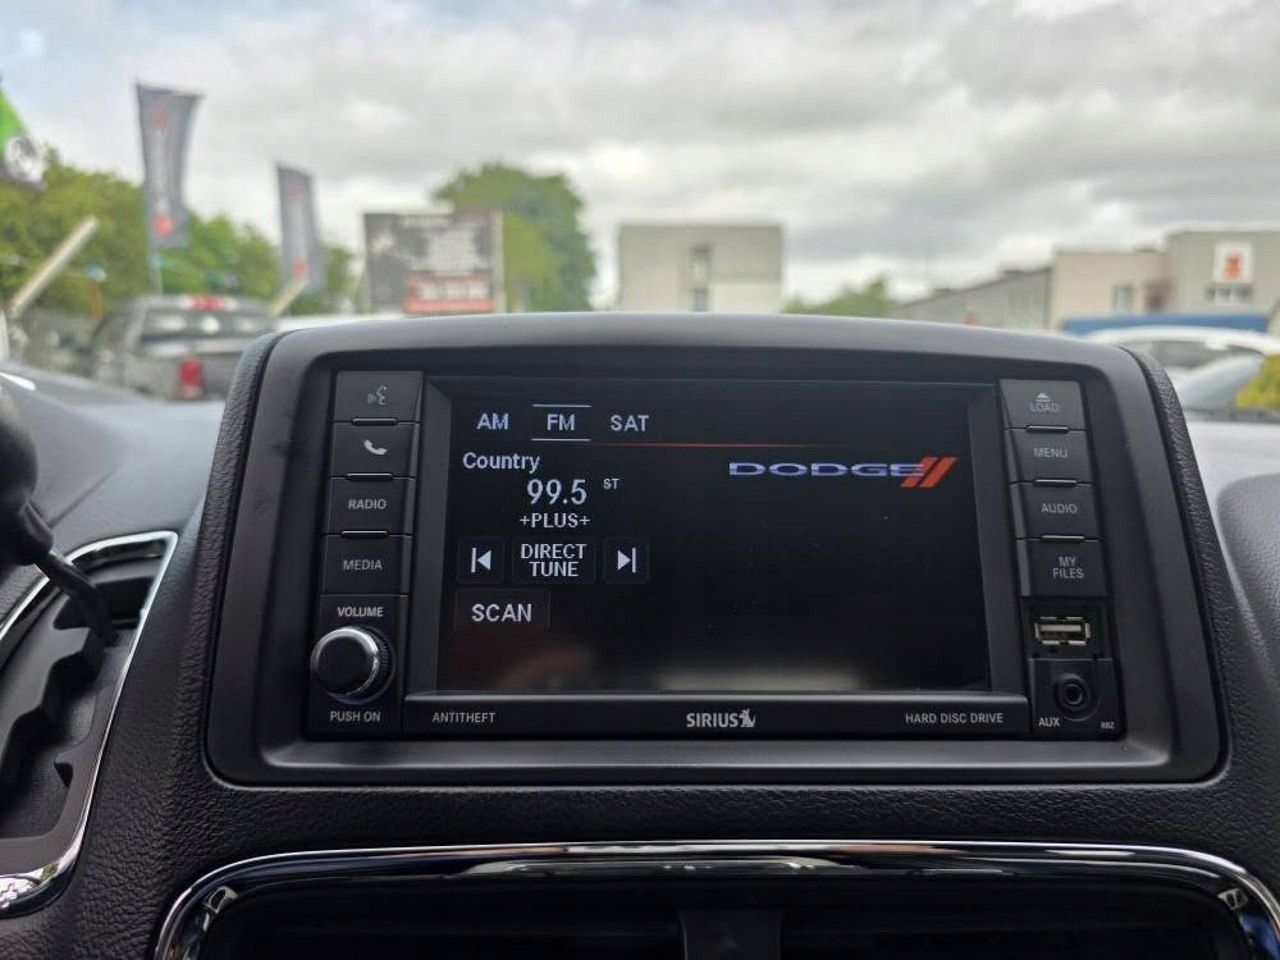 AM FM SAT
Country
99.5 ST
+PLUS+
DIRECT
TUNE
SCAN
DODGE
RADIO
MEDIA
VOLUME
PUSH ON
LOAD
MENU
AUDIO
MY
FILES
AUX
RBZ
ANTITHEFT
SIRIUS
HARD DISC DRIVE